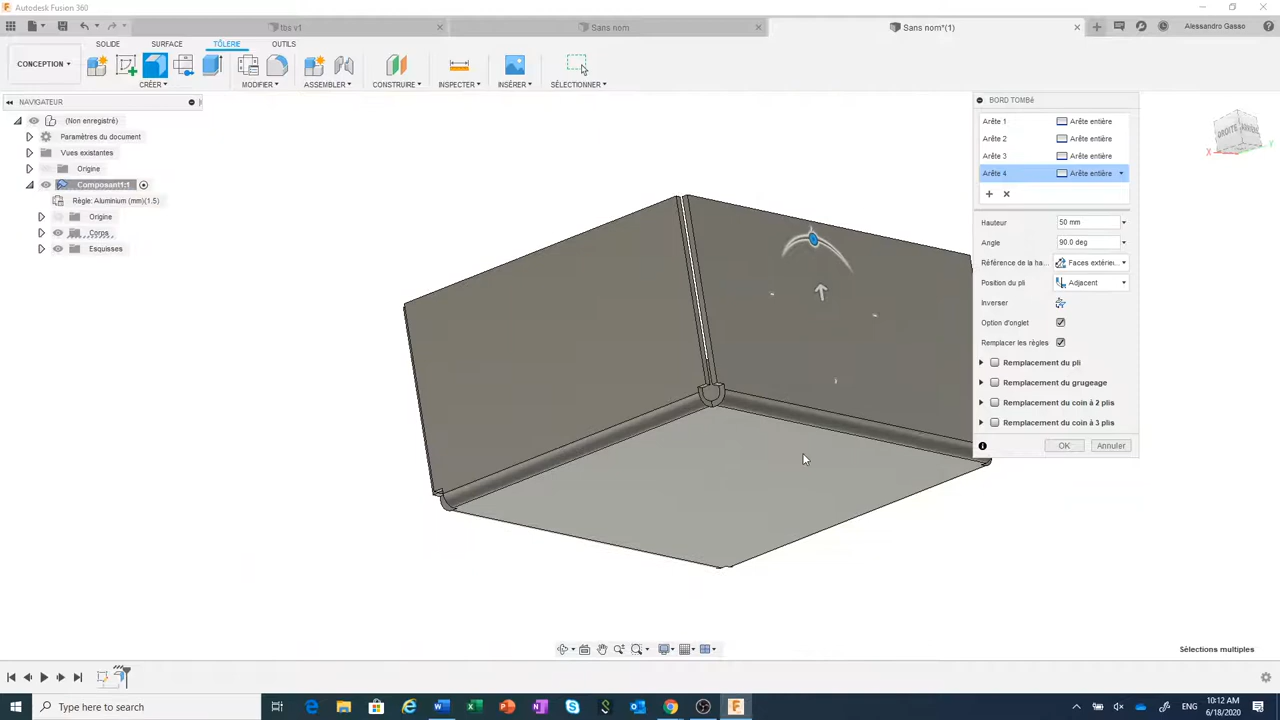 Autodesk Fusion 360
tbs v1
Sans nom
Sans nom*(1)
Alessandro Gasso
SOLIDE
SURFACE
TÔLERIE
OUTILS
CONCEPTION
CRÉER
MODIFIER
ASSEMBLER
CONSTRUIRE
INSPECTER
INSÉRER
SÉLECTIONNER
NAVIGATEUR
(Non enregistré)
Paramètres du document
Vues existantes
Origine
Composant1:1
Règle: Aluminium (mm)(1.5)
Origine
Corps
Esquisses
BORD TOMBé
Arête 1 Arête entière
Arête 2 Arête entière
Arête 3 Arête entière
Arête 4 Arête entière
Hauteur 50 mm
Angle 90.0 deg
Référence de la ha... Faces extérieu...
Position du pli Adjacent
Inverser
Option d'onglet
Remplacer les règles
Remplacement du pli
Remplacement du grugeage
Remplacement du coin à 2 plis
Remplacement du coin à 3 plis
OK Annuler
DROITE
X
Y
Sélections multiples
Type here to search
10:12 AM
6/18/2020